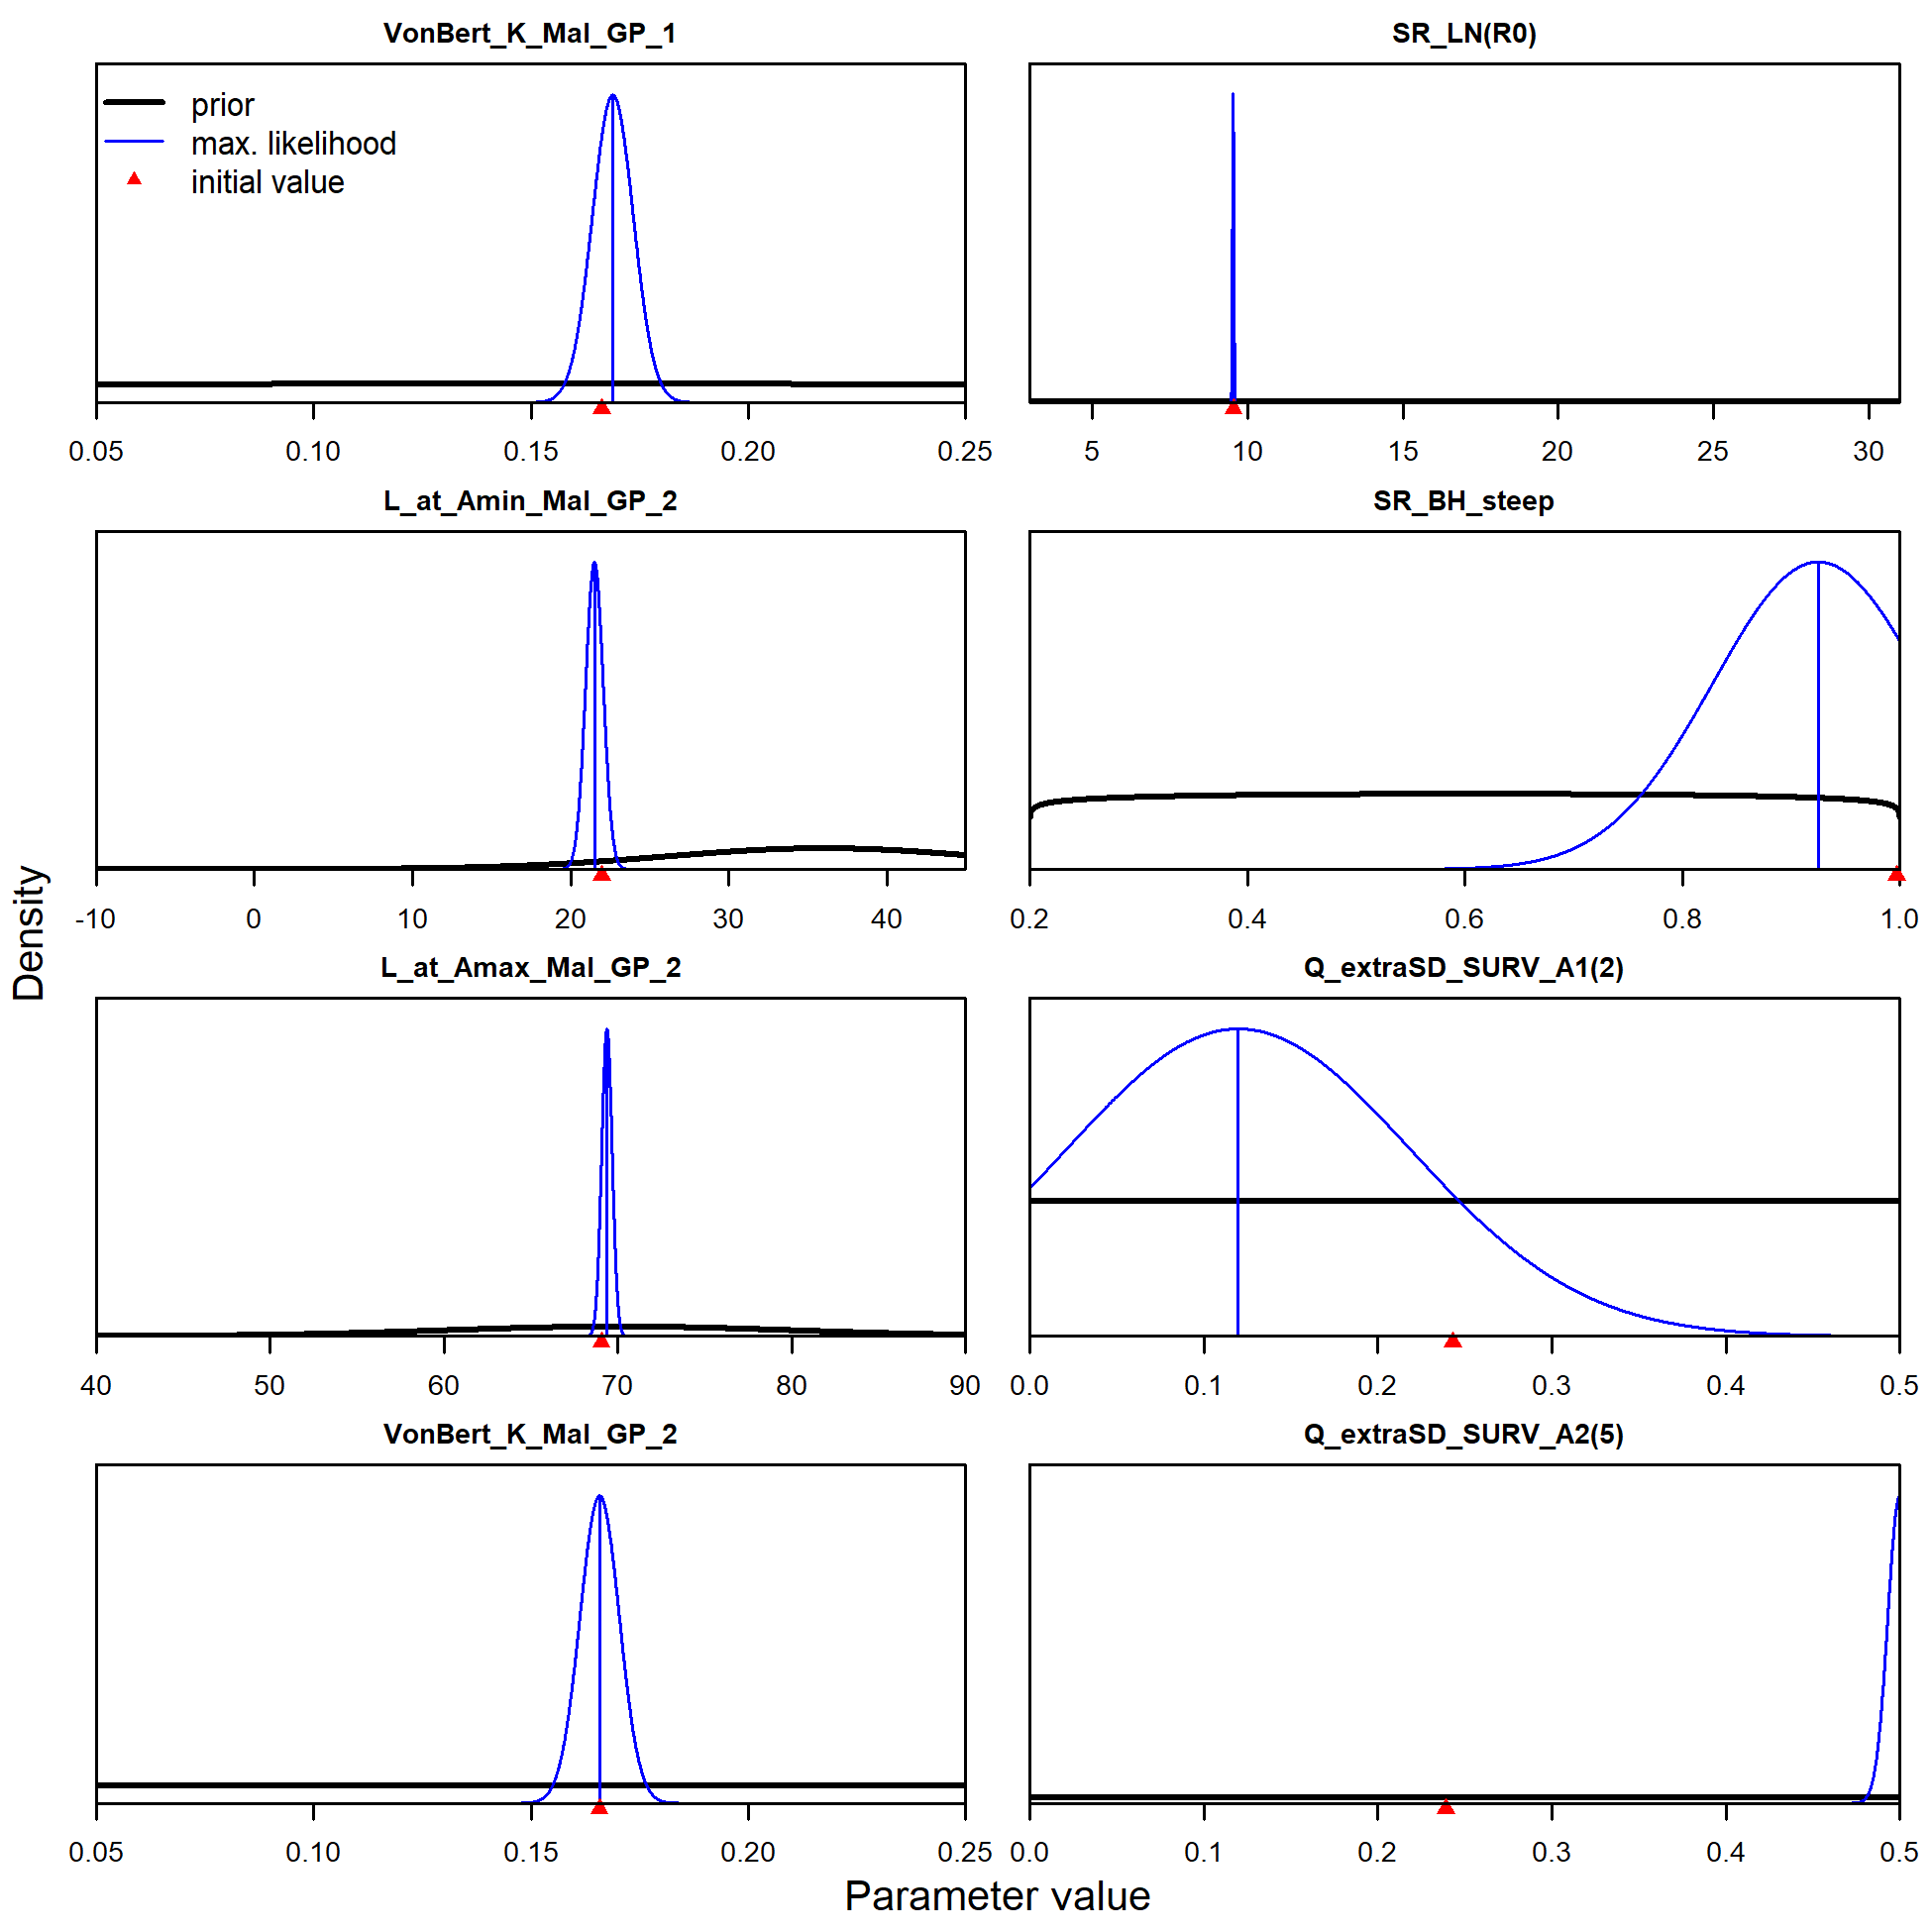 VonBert_K_Mal_GP_1
prior
max. likelihood
initial value
0.05 0.10 0.15 0.20 0.25
SR_LN(R0)
5 10 15 20 25 30
L_at_Amin_Mal_GP_2
-10 0 10 20 30 40
SR_BH_steep
0.2 0.4 0.6 0.8 1.0
L_at_Amax_Mal_GP_2
40 50 60 70 80 90
Q_extraSD_SURV_A1(2)
0.0 0.1 0.2 0.3 0.4 0.5
VonBert_K_Mal_GP_2
0.05 0.10 0.15 0.20 0.25
Q_extraSD_SURV_A2(5)
0.0 0.1 0.2 0.3 0.4 0.5
Density
Parameter value